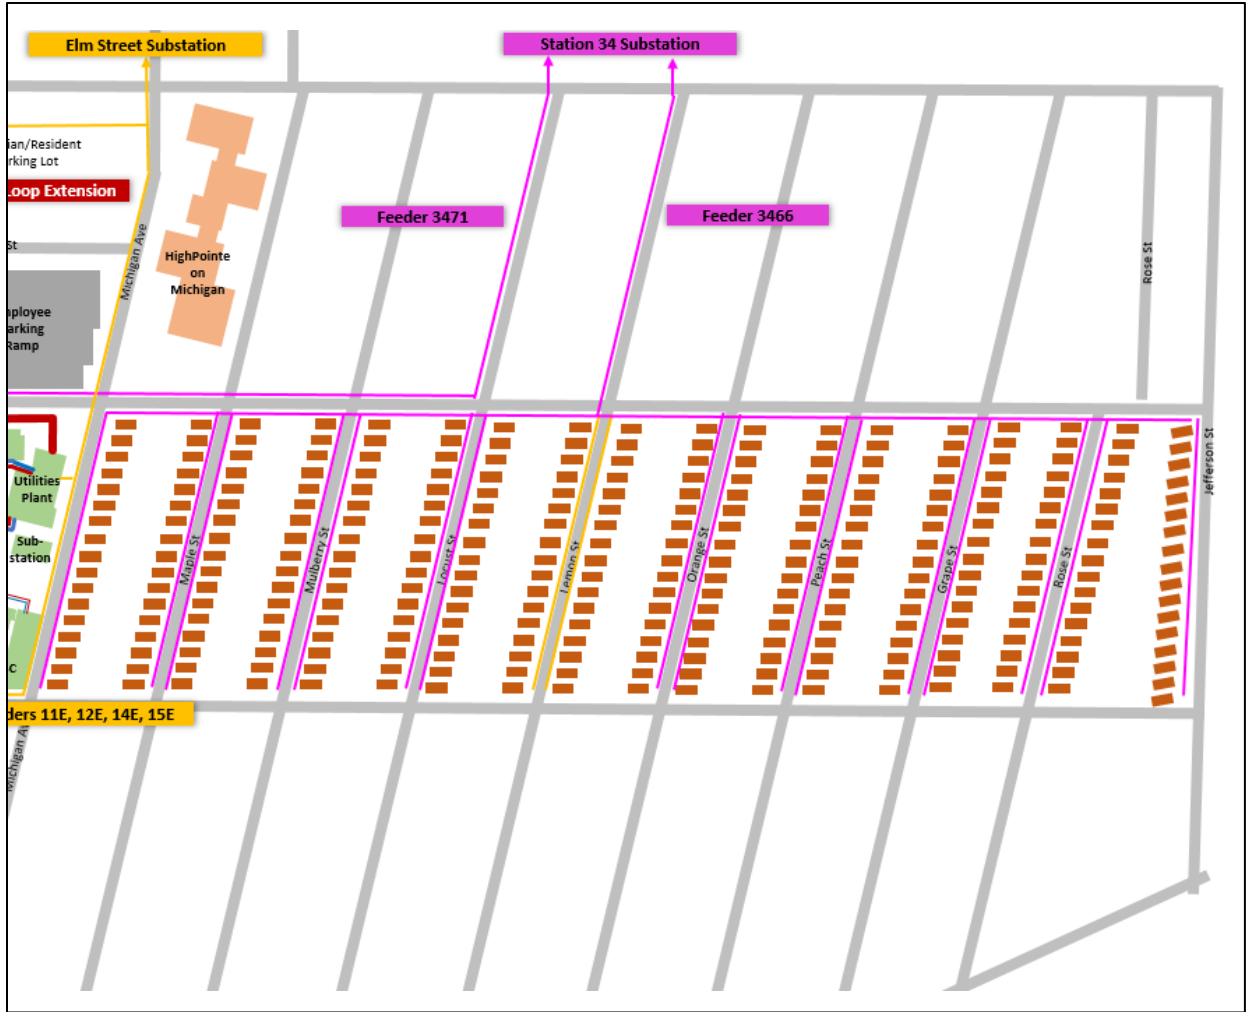 Elm Street Substation
Station 34 Substation
ian/Resident
rking Lot
Loop Extension
Feeder 3471
Feeder 3466
St
Michigan Ave
HighPointe
on
Michigan
Rose St
mployee
arking
Ramp
Utilities
Plant
Sub-
station
Maple St
Mulberry St
Locust St
Lemon St
Orange St
Peach St
Grape St
Rose St
Jefferson St
C
ders 11E, 12E, 14E, 15E
Michigan Av